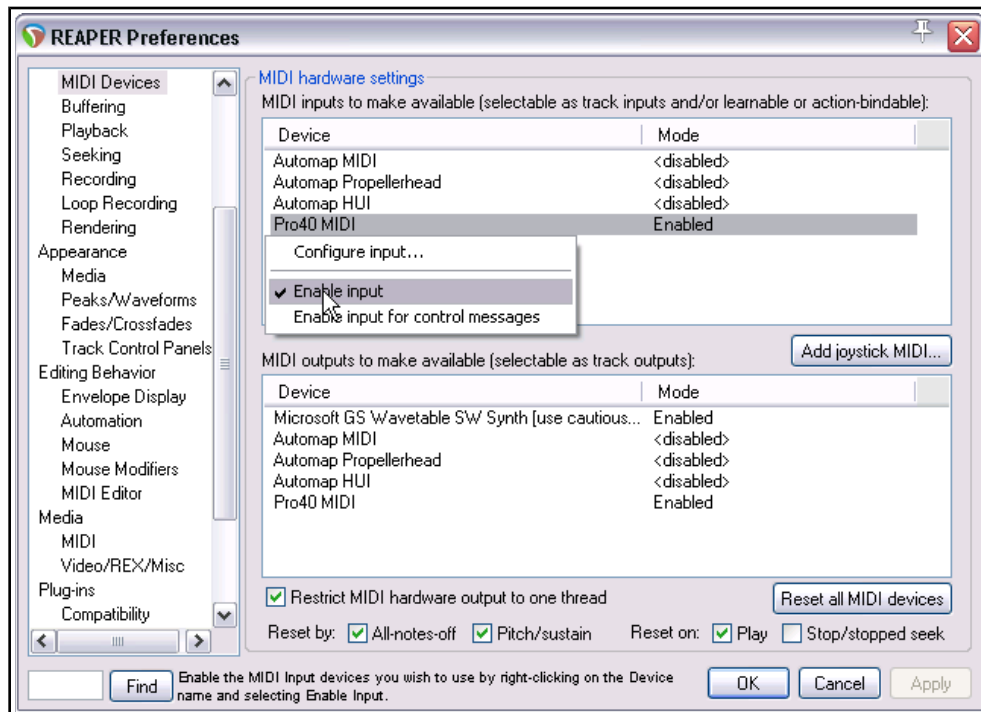 REAPER Preferences
MIDI Devices
Buffering
Playback
Seeking
Recording
Loop Recording
Rendering
Appearance
Media
Peaks/Waveforms
Fades/Crossfades
Track Control Panels
Editing Behavior
Envelope Display
Automation
Mouse
Mouse Modifiers
MIDI Editor
Media
MIDI
Video/REX/Misc
Plug-ins
Compatibility
MIDI hardware settings
MIDI inputs to make available (selectable as track inputs and/or learnable or action-bindable):
Device Mode
Automap MIDI <disabled>
Automap Propellerhead <disabled>
Automap HUI <disabled>
Pro40 MIDI Enabled
Configure input...
Enable input
Enable input for control messages
Add joystick MIDI...
MIDI outputs to make available (selectable as track outputs):
Device Mode
Microsoft GS Wavetable SW Synth [use cautious... Enabled
Automap MIDI <disabled>
Automap Propellerhead <disabled>
Automap HUI <disabled>
Pro40 MIDI Enabled
Restrict MIDI hardware output to one thread
Reset all MIDI devices
Reset by: All-notes-off Pitch/sustain Reset on: Play Stop/stopped seek
Find
Enable the MIDI Input devices you wish to use by right-clicking on the Device
name and selecting Enable Input.
OK Cancel Apply